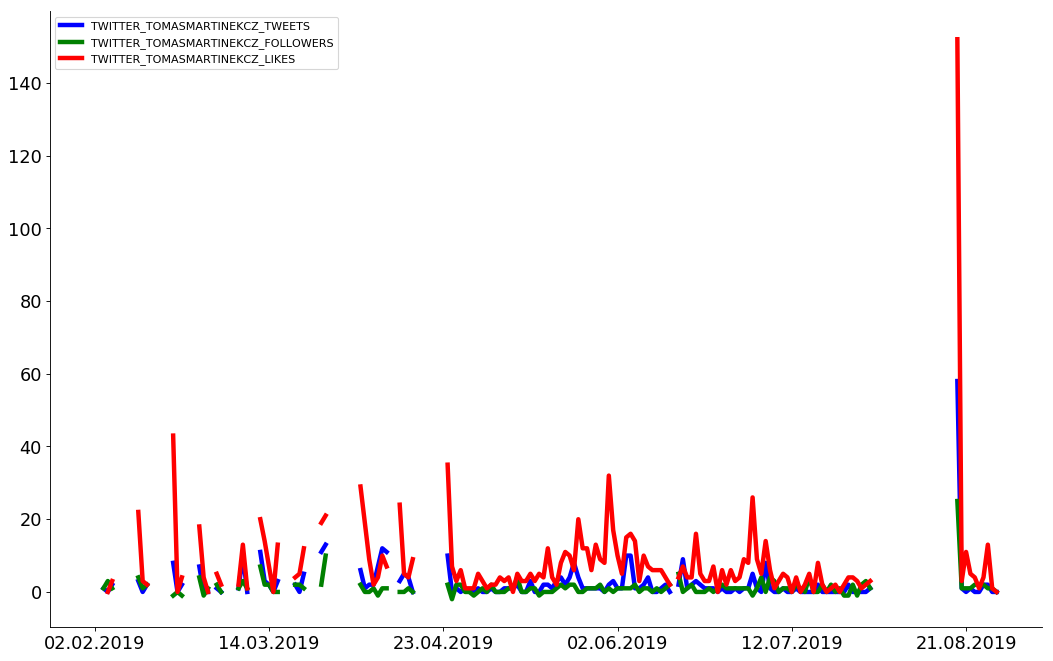 TWITTER_TOMASMARTINEKCZ_TWEETS
TWITTER_TOMASMARTINEKCZ_FOLLOWERS
TWITTER_TOMASMARTINEKCZ_LIKES
140
120
100
80
60
40
20
0
02.02.2019 14.03.2019 23.04.2019 02.06.2019 12.07.2019 21.08.2019